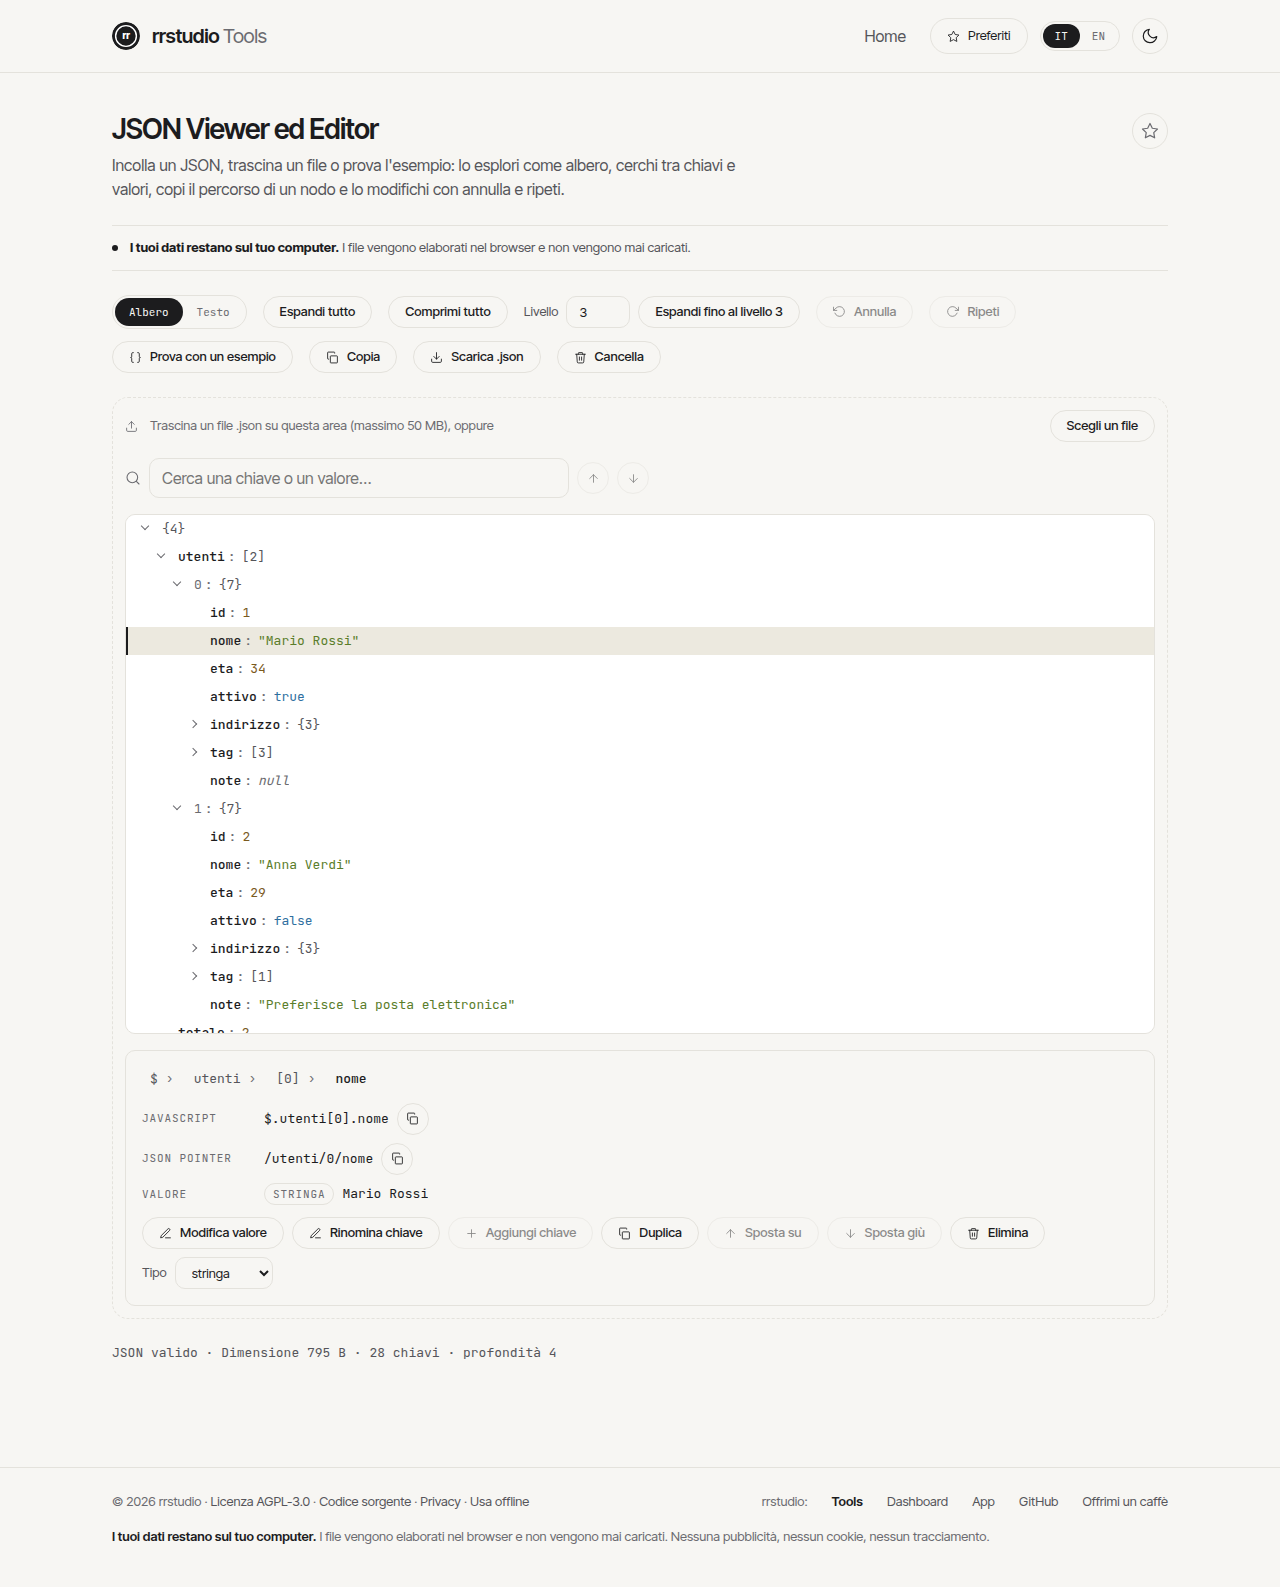 rr rrstudio Tools Home Preferiti IT EN
JSON Viewer ed Editor
Incolla un JSON, trascina un file o prova l'esempio: lo esplori come albero, cerchi tra chiavi e
valori, copi il percorso di un nodo e lo modifichi con annulla e ripeti.
I tuoi dati restano sul tuo computer. I file vengono elaborati nel browser e non vengono mai caricati.
Albero Testo Espandi tutto Comprimi tutto Livello 3 Espandi fino al livello 3 Annulla Ripeti
{} Prova con un esempio Copia Scarica .json Cancella
Trascina un file .json su questa area (massimo 50 MB), oppure Scegli un file
Cerca una chiave o un valore...
{4}
utenti : [2]
0 : {7}
id : 1
nome : "Mario Rossi"
eta : 34
attivo : true
indirizzo : {3}
tag : [3]
note : null
1 : {7}
id : 2
nome : "Anna Verdi"
eta : 29
attivo : false
indirizzo : {3}
tag : [1]
note : "Preferisce la posta elettronica"
totale : 2
$ › utenti › [0] › nome
JAVASCRIPT $.utenti[0].nome
JSON POINTER /utenti/0/nome
VALORE STRINGA Mario Rossi
Modifica valore Rinomina chiave Aggiungi chiave Duplica Sposta su Sposta giù Elimina
Tipo stringa
JSON valido · Dimensione 795 B · 28 chiavi · profondità 4
© 2026 rrstudio · Licenza AGPL-3.0 · Codice sorgente · Privacy · Usa offline rrstudio: Tools Dashboard App GitHub Offrimi un caffè
I tuoi dati restano sul tuo computer. I file vengono elaborati nel browser e non vengono mai caricati. Nessuna pubblicità, nessun cookie, nessun tracciamento.